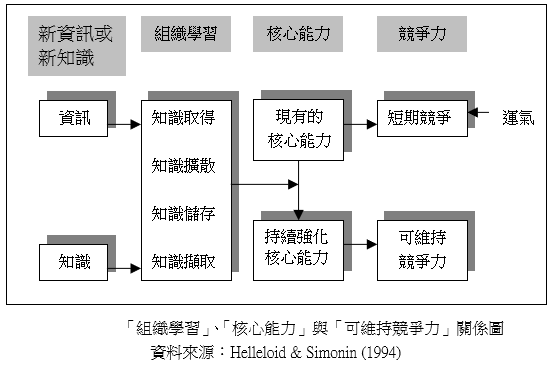 新資訊或
新知識
組織學習
核心能力
競爭力
資訊
知識
知識取得
知識擴散
知識儲存
知識擷取
現有的
核心能力
持續強化
核心能力
短期競爭
運氣
可維持
競爭力
「組織學習」、「核心能力」與「可維持競爭力」關係圖
資料來源：Helleloid & Simonin (1994)